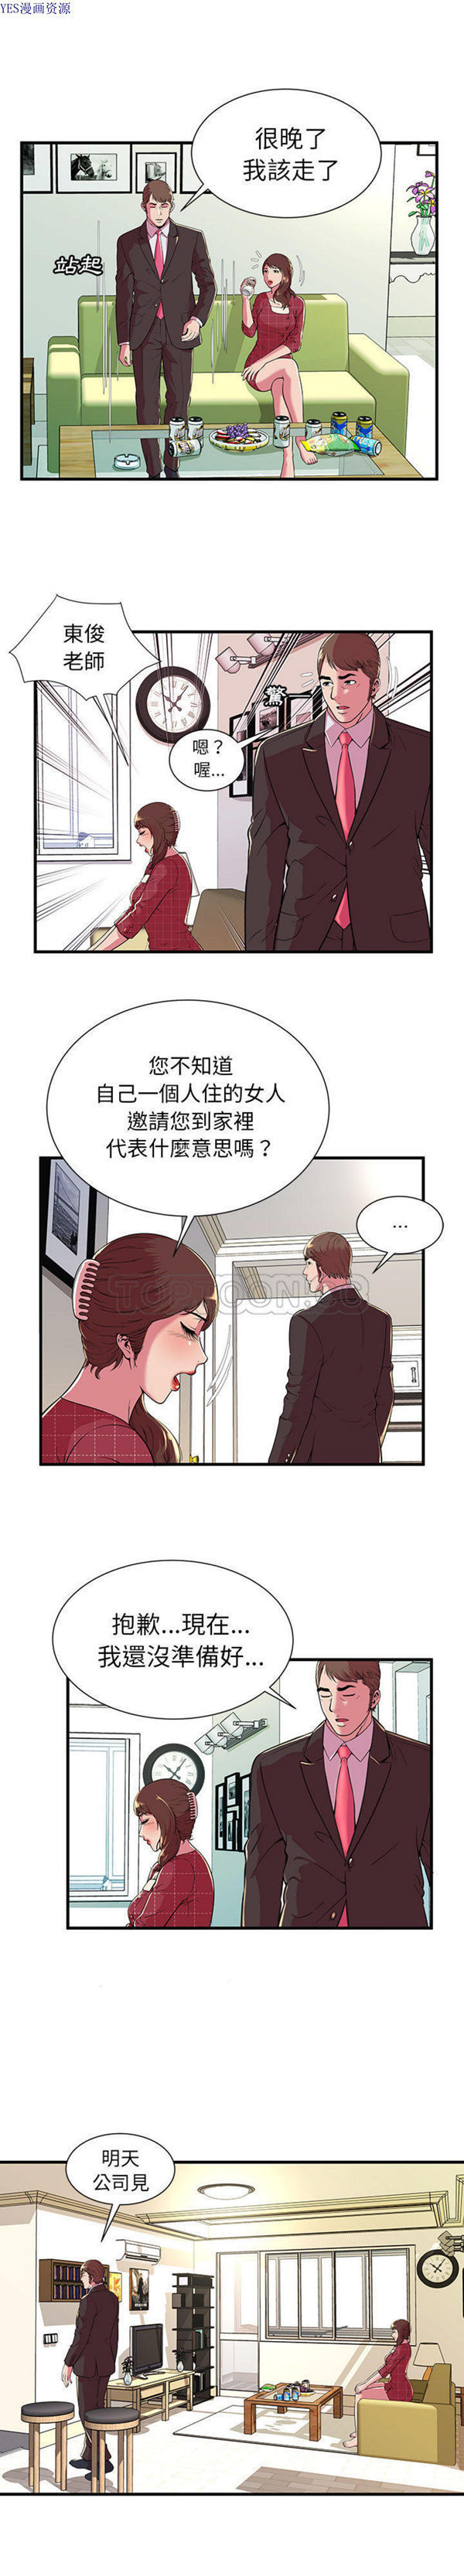 YES漫画资源
很晚了
我該走了
站起
東俊
老師
驚
嗯？
喔...
您不知道
自己一個人住的女人
邀請您到家裡
代表什麼意思嗎？
...
抱歉...現在...
我還沒準備好...
明天
公司見